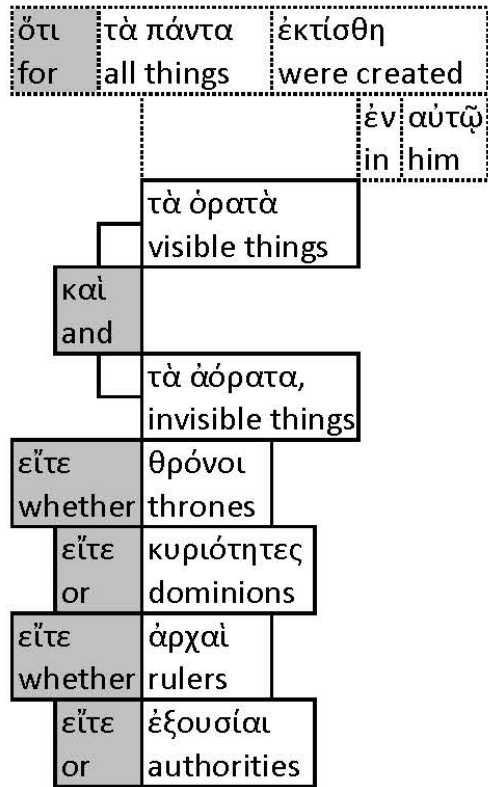 ὅτι τὰ πάντα ἐκτίσθη
for all things were created
ἐν αὐτῷ
in him
τὰ ὁρατὰ
visible things
καὶ
and
τὰ ἀόρατα,
invisible things
εἴτε θρόνοι
whether thrones
εἴτε κυριότητες
or dominions
εἴτε ἀρχαὶ
whether rulers
εἴτε ἐξουσίαι
or authorities